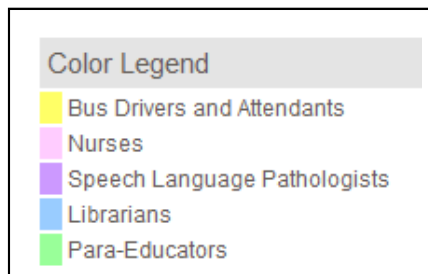 Color Legend
Bus Drivers and Attendants
Nurses
Speech Language Pathologists
Librarians
Para-Educators